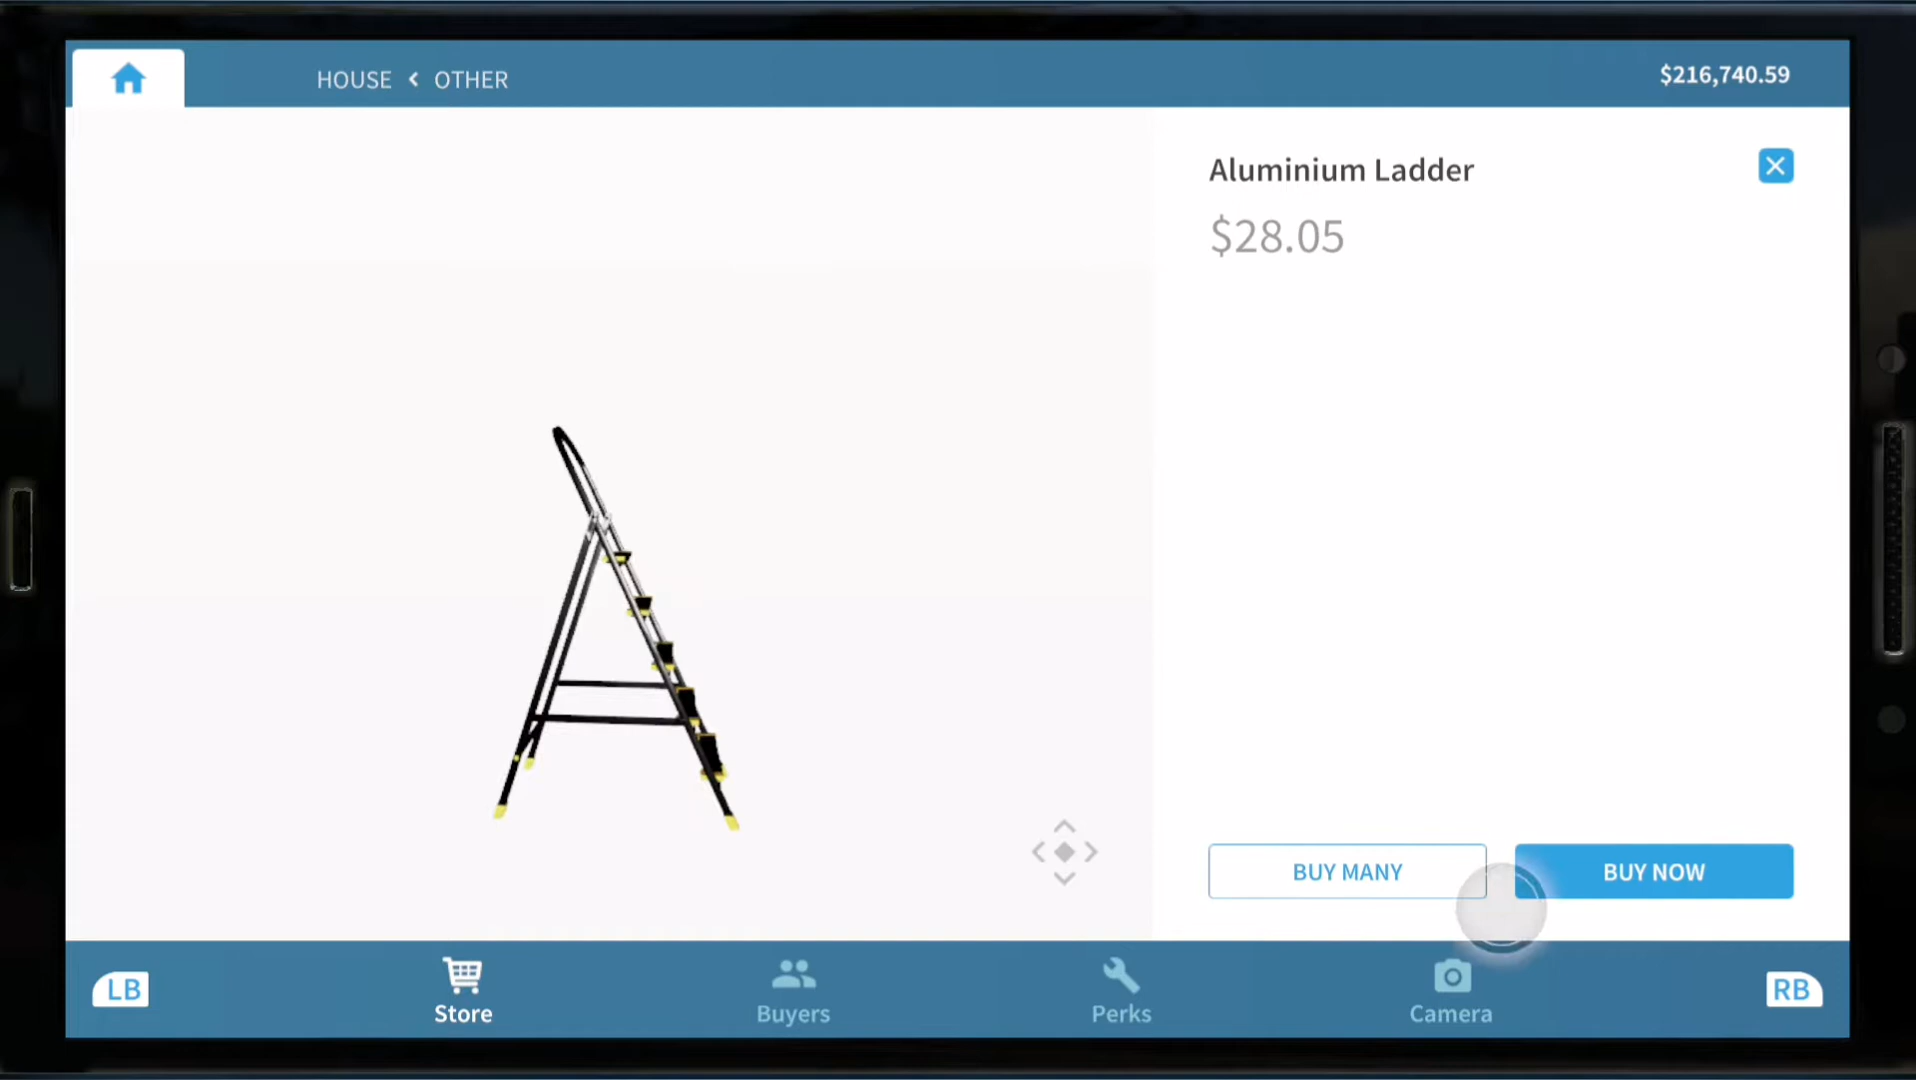 HOUSE < OTHER
$216,740.59
Aluminium Ladder
$28.05
BUY MANY
BUY NOW
LB
Store
Buyers
Perks
Camera
RB